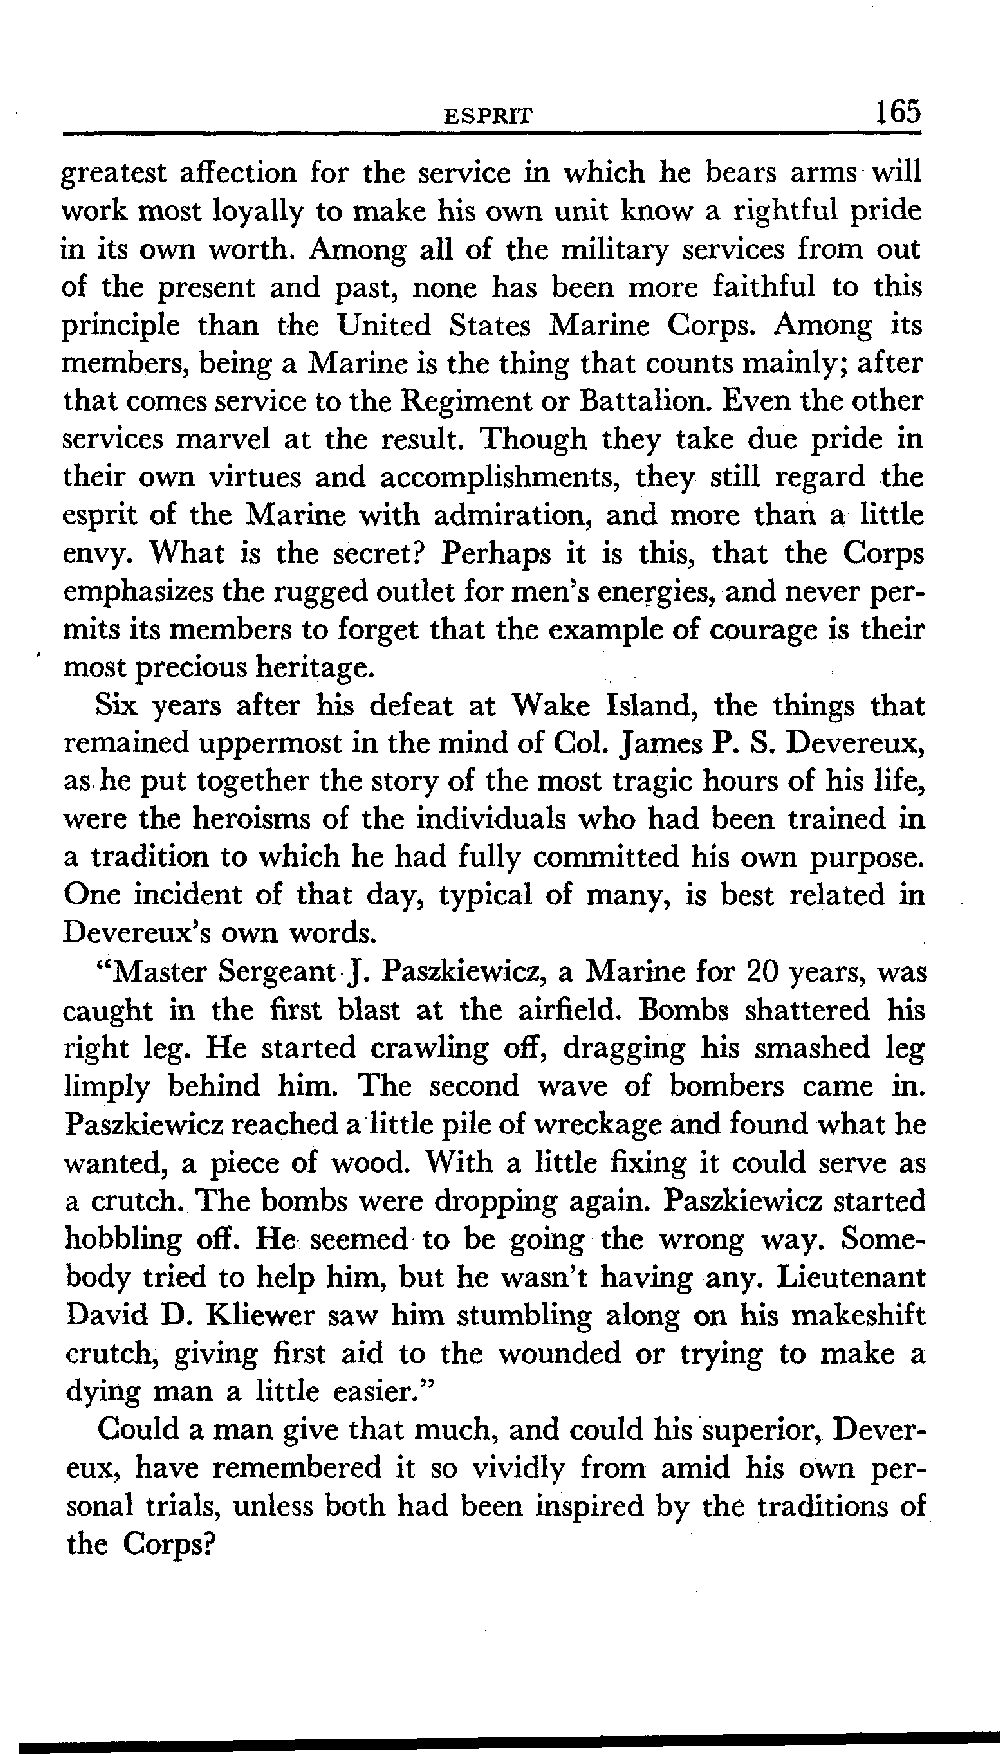 ESPRIT 165
greatest affection for the service in which he bears arms will
work most loyally to make his own unit know a rightful pride
in its own worth. Among all of the military services from out
of the present and past, none has been more faithful to this
principle than the United States Marine Corps. Among its
members, being a Marine is the thing that counts mainly; after
that comes service to the Regiment or Battalion. Even the other
services marvel at the result. Though they take due pride in
their own virtues and accomplishments, they still regard the
esprit of the Marine with admiration, and more than a little
envy. What is the secret? Perhaps it is this, that the Corps
emphasizes the rugged outlet for men's energies, and never per-
mits its members to forget that the example of courage is their
most precious heritage.
Six years after his defeat at Wake Island, the things that
remained uppermost in the mind of Col. James P. S. Devereux,
as he put together the story of the most tragic hours of his life,
were the heroisms of the individuals who had been trained in
a tradition to which he had fully committed his own purpose.
One incident of that day, typical of many, is best related in
Devereux's own words.
“Master Sergeant J. Paszkiewicz, a Marine for 20 years, was
caught in the first blast at the airfield. Bombs shattered his
right leg. He started crawling off, dragging his smashed leg
limply behind him. The second wave of bombers came in.
Paszkiewicz reached a little pile of wreckage and found what he
wanted, a piece of wood. With a little fixing it could serve as
a crutch. The bombs were dropping again. Paszkiewicz started
hobbling off. He seemed to be going the wrong way. Some-
body tried to help him, but he wasn't having any. Lieutenant
David D. Kliewer saw him stumbling along on his makeshift
crutch, giving first aid to the wounded or trying to make a
dying man a little easier.”
Could a man give that much, and could his superior, Dever-
eux, have remembered it so vividly from amid his own per-
sonal trials, unless both had been inspired by the traditions of
the Corps?